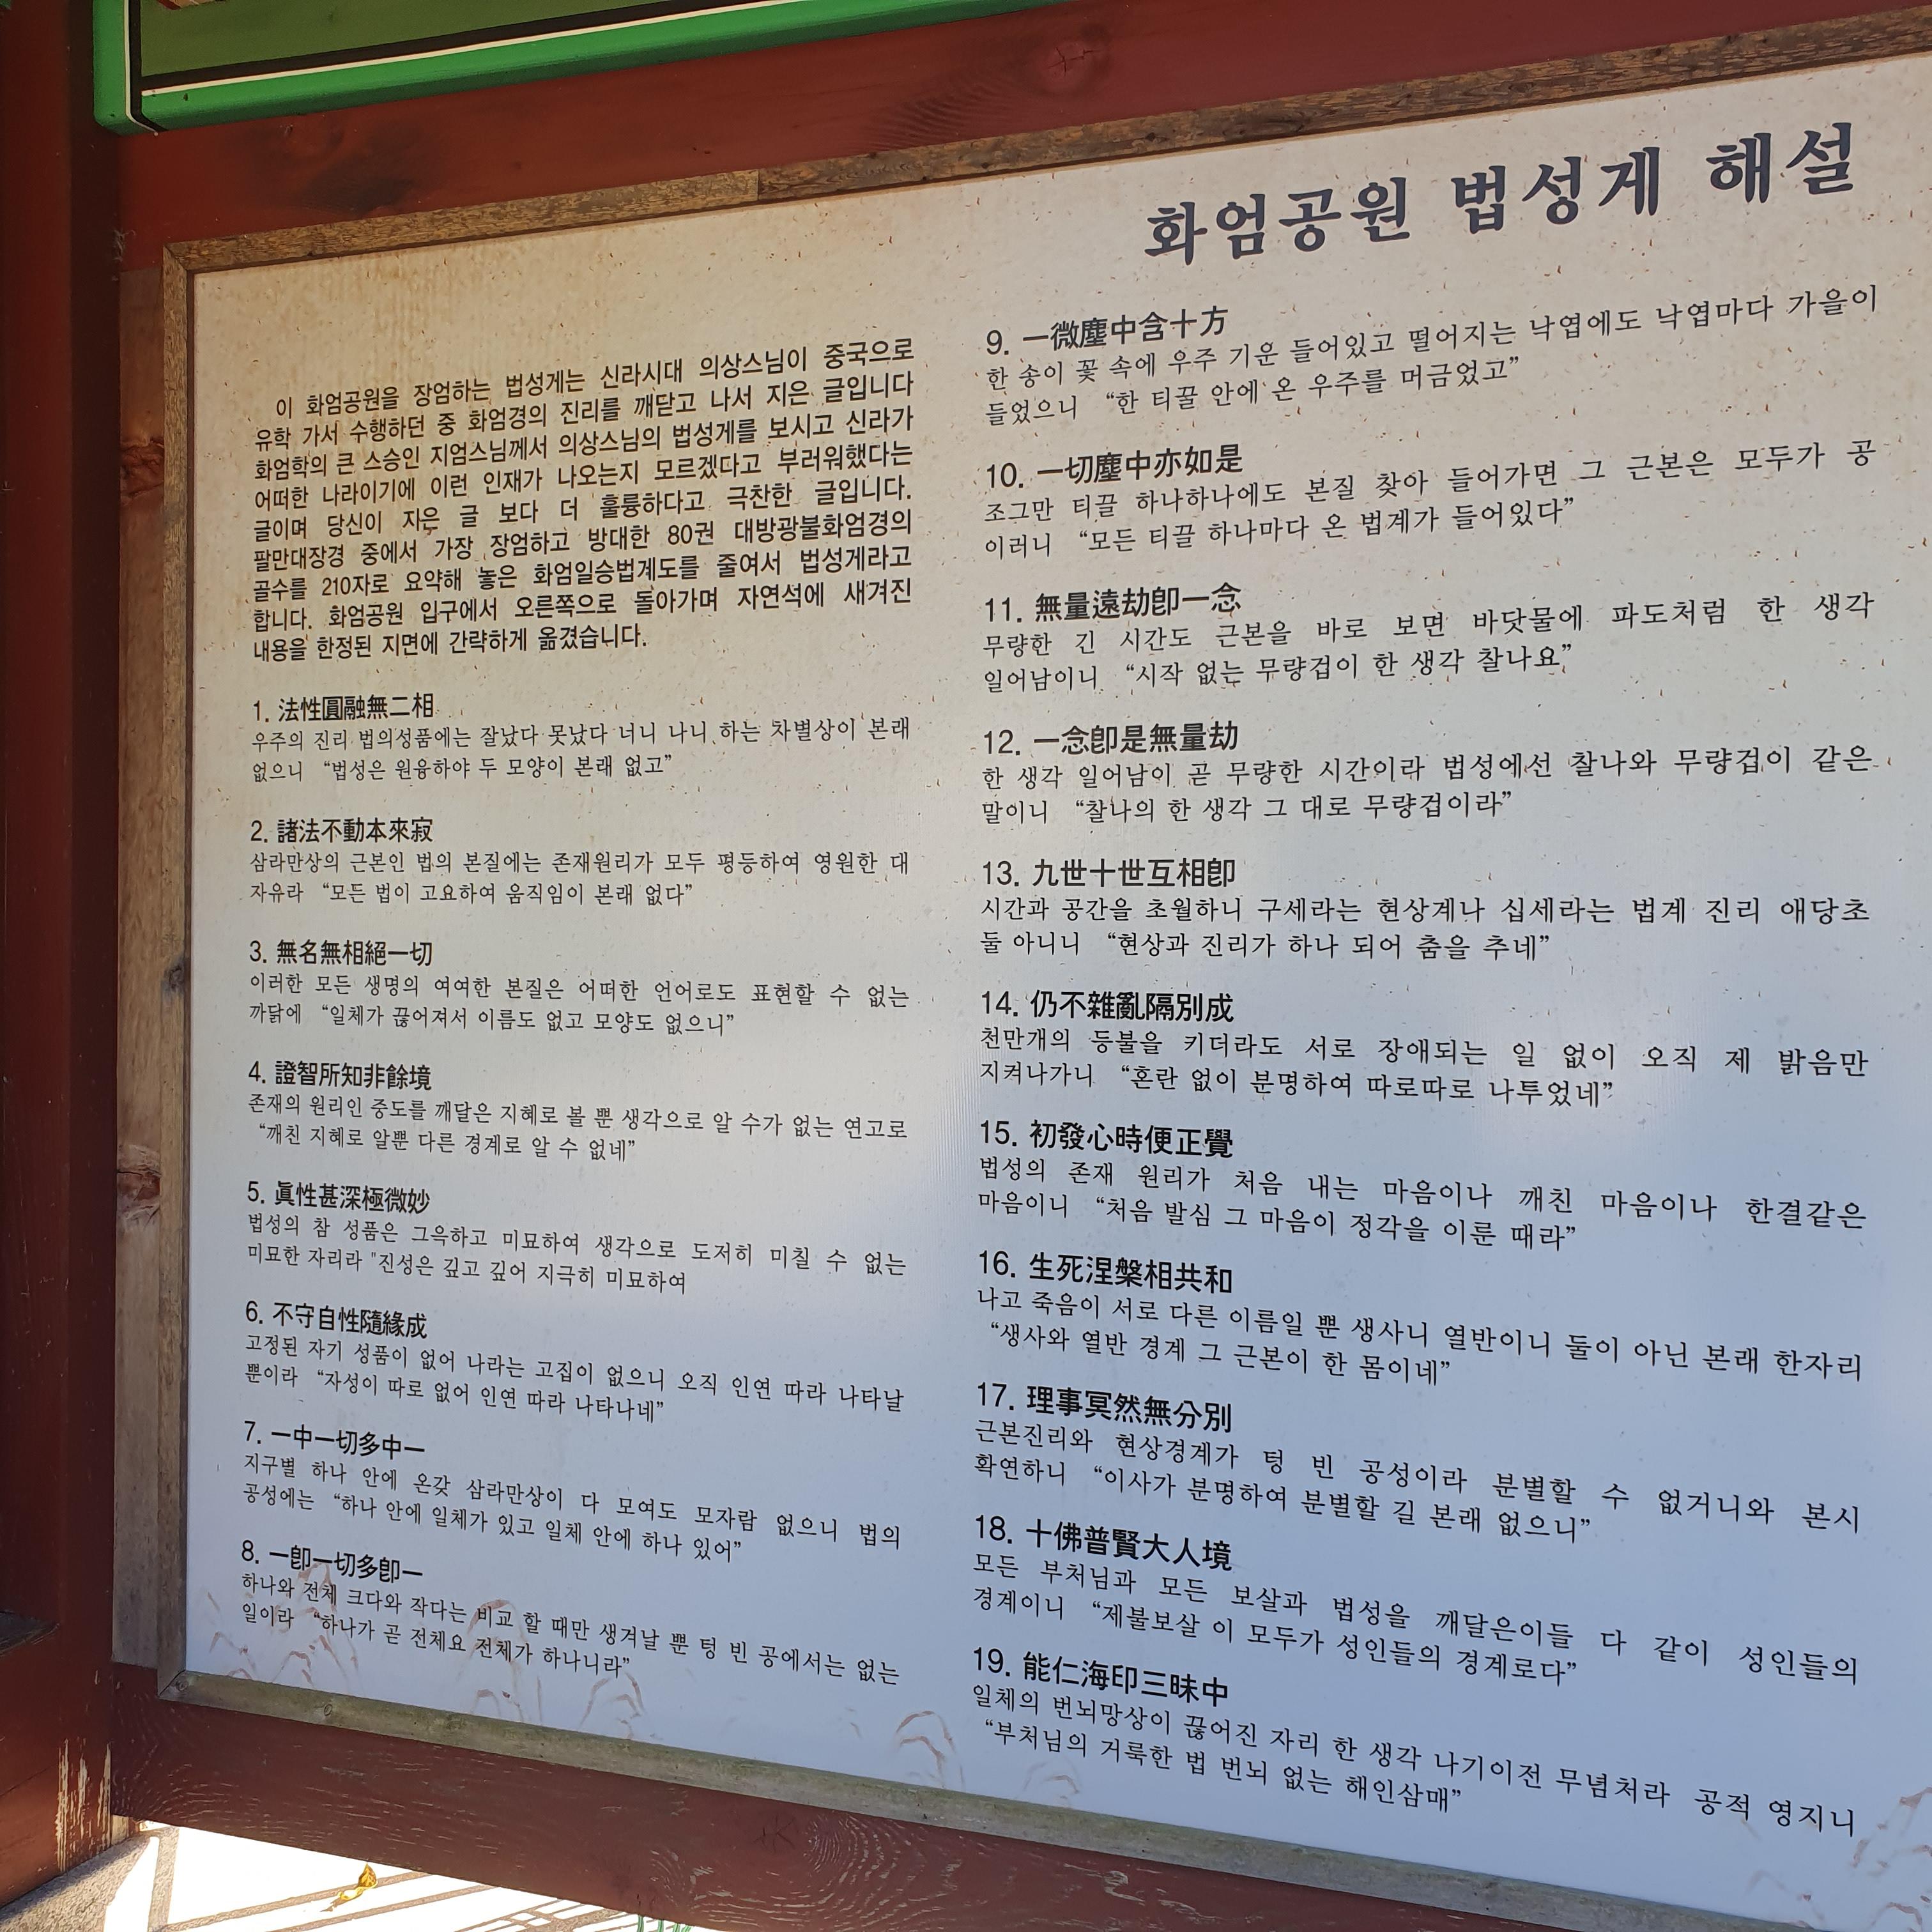 화엄공원 법성게 해설
이 화엄공원을 장엄하는 법성게는 신라시대 의상스님이 중국으로
유학 가서 수행하던 중 화엄경의 진리를 깨닫고 나서 지은 글입니다
화엄학의 큰 스승인 지엄스님께서 의상스님의 법성게를 보시고 신라가
어떠한 나라이기에 이런 인재가 나오는지 모르겠다고 부러워했다는
글이며 당신이 지은 글 보다 더 훌륭하다고 극찬한 글입니다.
팔만대장경 중에서 가장 장엄하고 방대한 80권 대방광불화엄경의
골수를 210자로 요약해 놓은 화엄일승법계도를 줄여서 법성게라고
합니다. 화엄공원 입구에서 오른쪽으로 돌아가며 자연석에 새겨진
내용을 한정된 지면에 간략하게 옮겼습니다.
1. 法性圓融無二相
우주의 진리 법의성품에는 잘났다 못났다 너니 나니 하는 차별상이 본래
없으니 “법성은 원융하야 두 모양이 본래 없고”
2. 諸法不動本來寂
삼라만상의 근본인 법의 본질에는 존재원리가 모두 평등하여 영원한 대
자유라 “모든 법이 고요하여 움직임이 본래 없다”
3. 無名無相絕一切
이러한 모든 생명의 여여한 본질은 어떠한 언어로도 표현할 수 없는
까닭에 “일체가 끊어져서 이름도 없고 모양도 없으니”
4. 證智所知非餘境
존재의 원리인 중도를 깨달은 지혜로 볼 뿐 생각으로 알 수가 없는 연고로
“깨친 지혜로 알뿐 다른 경계로 알 수 없네”
5. 眞性甚深極微妙
법성의 참 성품은 그윽하고 미묘하여 생각으로 도저히 미칠 수 없는
미묘한 자리라 "진성은 깊고 깊어 지극히 미묘하여
6. 不守自性隨緣成
고정된 자기 성품이 없어 나라는 고집이 없으니 오직 인연 따라 나타날
뿐이라 “자성이 따로 없어 인연 따라 나타나네”
7. 一中一切多中一
지구별 하나 안에 온갖 삼라만상이 다 모여도 모자람 없으니 법의
공성에는 “하나 안에 일체가 있고 일체 안에 하나 있어”
8. 一卽一切多卽一
하나와 전체 크다와 작다는 비교 할 때만 생겨날 뿐 텅 빈 공에서는 없는
일이라 “하나가 곧 전체요 전체가 하나니라”
9. 一微塵中含十方
한 송이 꽃 속에 우주 기운 들어있고 떨어지는 낙엽에도 낙엽마다 가을이
들었으니 “한 티끌 안에 온 우주를 머금었고”
10. 一切塵中亦如是
조그만 티끌 하나하나에도 본질 찾아 들어가면 그 근본은 모두가 공
이러니 “모든 티끌 하나마다 온 법계가 들어있다”
11. 無量遠劫卽一念
무량한 긴 시간도 근본을 바로 보면 바닷물에 파도처럼 한 생각
일어남이니 “시작 없는 무량겁이 한 생각 찰나요”
12. 一念卽是無量劫
한 생각 일어남이 곧 무량한 시간이라 법성에선 찰나와 무량겁이 같은
말이니 “찰나의 한 생각 그 대로 무량겁이라”
13. 九世十世互相卽
시간과 공간을 초월하니 구세라는 현상계나 십세라는 법계 진리 애당초
둘 아니니 “현상과 진리가 하나 되어 춤을 추네”
14. 仍不雜亂隔別成
천만개의 등불을 키더라도 서로 장애되는 일 없이 오직 제 밝음만
지켜나가니 “혼란 없이 분명하여 따로따로 나투었네”
15. 初發心時便正覺
법성의 존재 원리가 처음 내는 마음이나 깨친 마음이나 한결같은
마음이니 “처음 발심 그 마음이 정각을 이룬 때라”
16. 生死涅槃相共和
나고 죽음이 서로 다른 이름일 뿐 생사니 열반이니 둘이 아닌 본래 한자리
“생사와 열반 경계 그 근본이 한 몸이네”
17. 理事冥然無分別
근본진리와 현상경계가 텅 빈 공성이라 분별할 수 없거니와 본시
확연하니 “이사가 분명하여 분별할 길 본래 없으니”
18. 十佛普賢大人境
모든 부처님과 모든 보살과 법성을 깨달은이들 다 같이 성인들의
경계이니 “제불보살 이 모두가 성인들의 경계로다”
19. 能仁海印三昧中
일체의 번뇌망상이 끊어진 자리 한 생각 나기이전 무념처라 공적 영지니
“부처님의 거룩한 법 번뇌 없는 해인삼매”